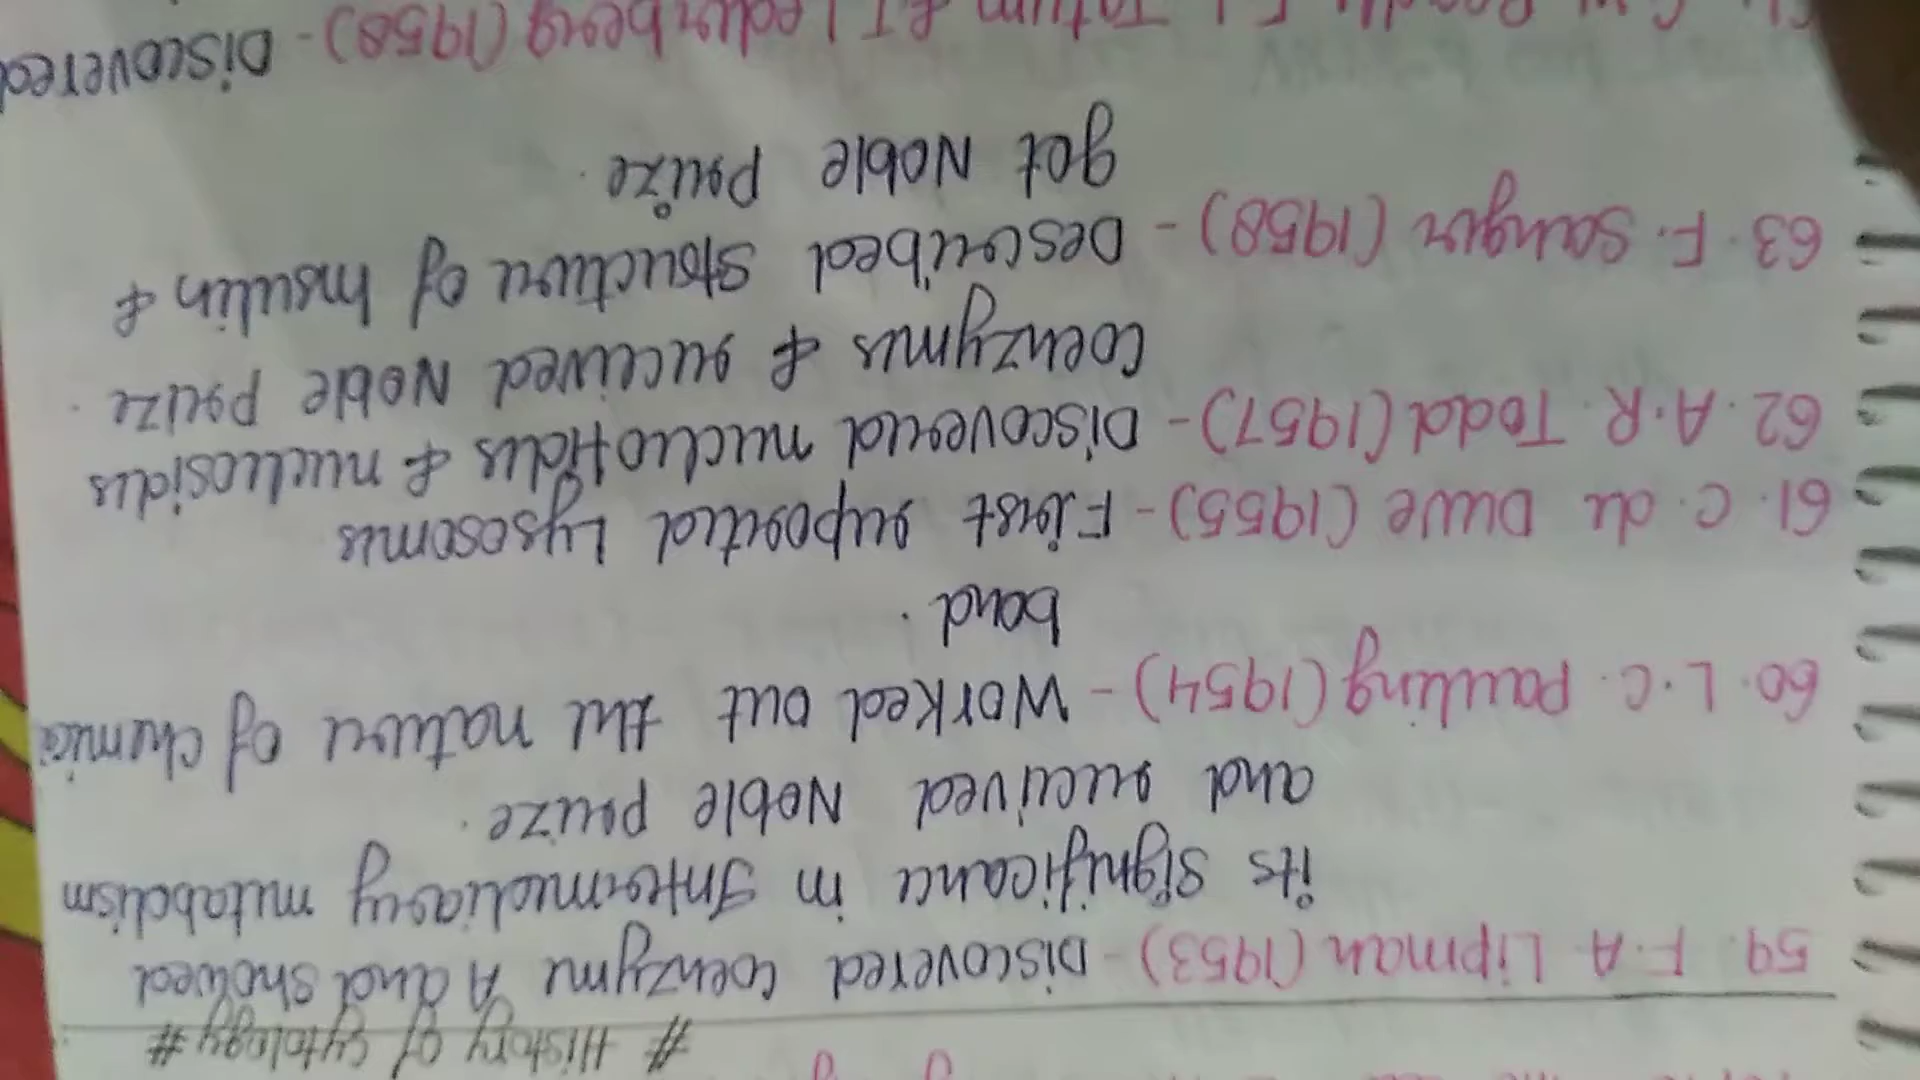 # History of cytology #
59. F.A. Lipman (1953) - Discovered coenzyme A and showed
its significance in Intermediary metabolism
and received Noble prize.
60. L.C. Pauling (1954) - Worked out the nature of chemical
bond.
61. C. de Duve (1955) - First reported Lysosomes
62. A.R. Todd (1957) - Discovered nucleotides & nucleosides
coenzymes & received Noble prize.
63. F. Sanger (1958) - Described structure of Insulin &
got Noble prize.
Tatum & J Lederberg (1958) - Discovered